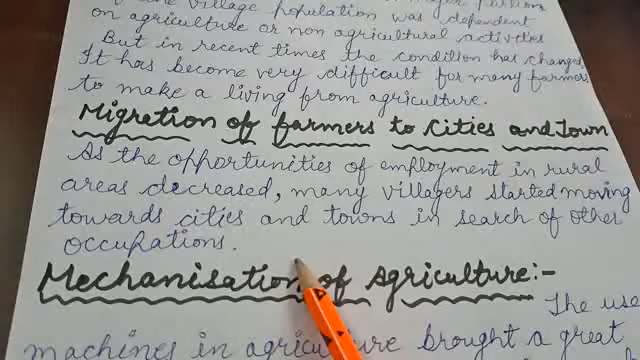 village population was dependent
on agriculture or non agricultural activities
But in recent times the condition has changed
It has become very difficult for many farmers
to make a living from agriculture.
Migration of farmers to cities and town
As the opportunities of employment in rural
areas decreased, many villagers started moving
towards cities and towns in search of other
occupations.
Mechanisation of Agriculture:-
The use
machines in agriculture brought a great